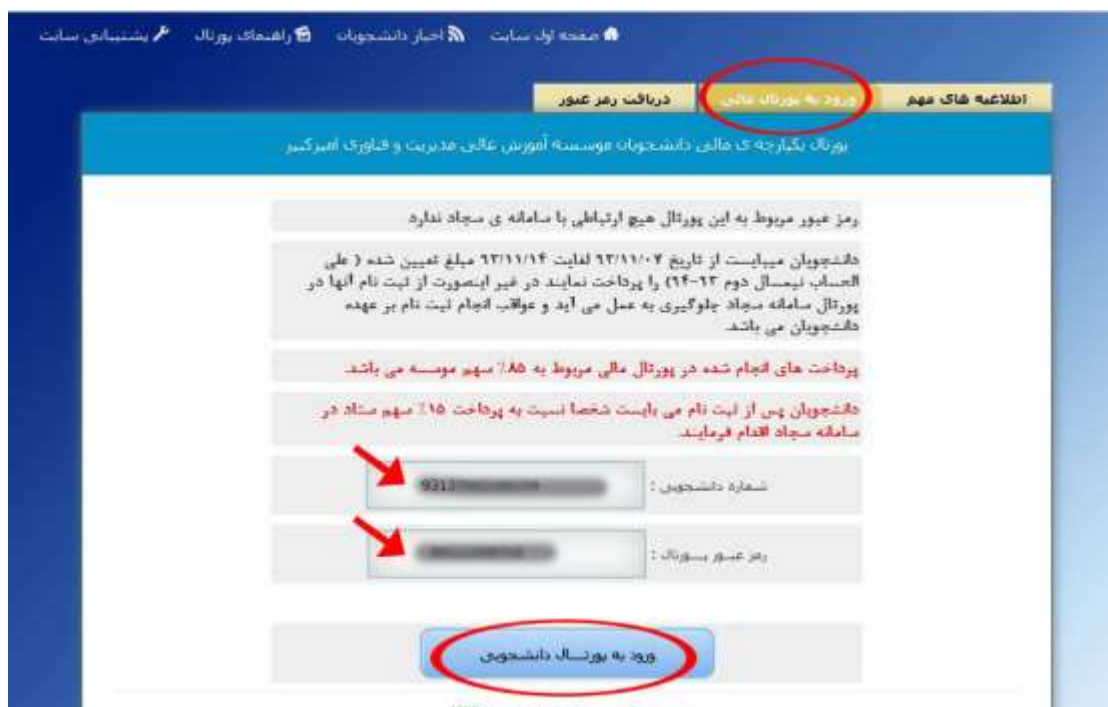 صفحه اول سایت اخبار دانشجویان راهنمای پورتال پشتیبانی سایت
اطلاعیه های مهم ورود به پورتال مالی دریافت رمز عبور
پورتال یکپارچه ی مالی دانشجویان موسسه آموزش عالی مدیریت و فناوری امیرکبیر
رمز عبور مربوط به این پورتال هیچ ارتباطی با سامانه ی سجاد ندارد
دانشجویان میبایست از تاریخ ۹۳/۱۱/۰۴ لغایت ۹۳/۱۱/۱۴ مبلغ تعیین شده ( علی
الحساب نیمسال دوم ۹۳-۹۴) را پرداخت نمایند در غیر اینصورت از ثبت نام آنها در
پورتال سامانه سجاد جلوگیری به عمل می آید و عواقب انجام ثبت نام بر عهده
دانشجویان می باشد.
پرداخت های انجام شده در پورتال مالی مربوط به ۸۵٪ سهم موسسه می باشد.
دانشجویان پس از ثبت نام می بایست شخصا نسبت به پرداخت ۱۵٪ سهم ستاد در
سامانه سجاد اقدام فرمایند.
شماره دانشجویی : 931
رمز عبور پورتال :
ورود به پورتال دانشجویی